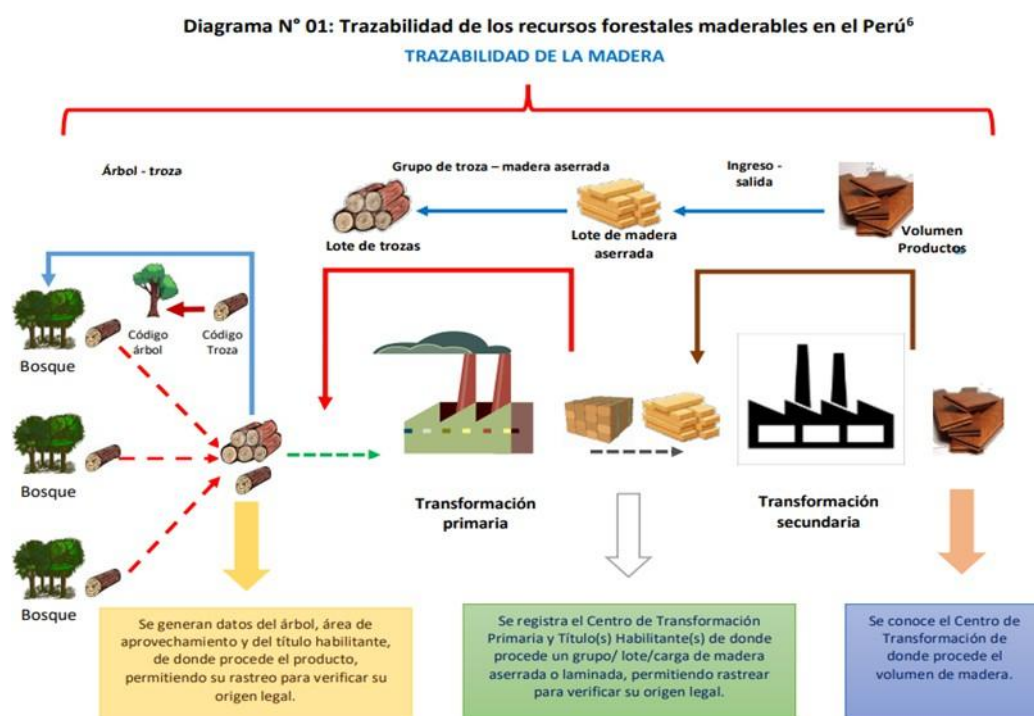 Diagrama N° 01: Trazabilidad de los recursos forestales maderables en el Perú⁶
TRAZABILIDAD DE LA MADERA
Árbol - troza
Grupo de troza – madera aserrada
Ingreso -
salida
Lote de trozas
Lote de madera
aserrada
Volumen
Productos
Código
árbol
Código
Troza
Bosque
Bosque
Bosque
Transformación
primaria
Transformación
secundaria
Se generan datos del árbol, área de
aprovechamiento y del título habilitante,
de donde procede el producto,
permitiendo su rastreo para verificar su
origen legal.
Se registra el Centro de Transformación
Primaria y Título(s) Habilitante(s) de donde
procede un grupo/ lote/carga de madera
aserrada o laminada, permitiendo rastrear
para verificar su origen legal.
Se conoce el Centro de
Transformación de
donde procede el
volumen de madera.